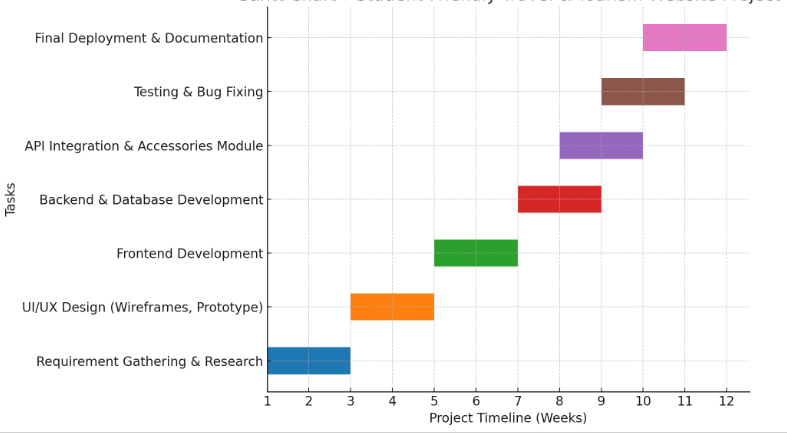 Final Deployment & Documentation
Testing & Bug Fixing
API Integration & Accessories Module
Backend & Database Development
Frontend Development
UI/UX Design (Wireframes, Prototype)
Requirement Gathering & Research
Tasks
1 2 3 4 5 6 7 8 9 10 11 12
Project Timeline (Weeks)